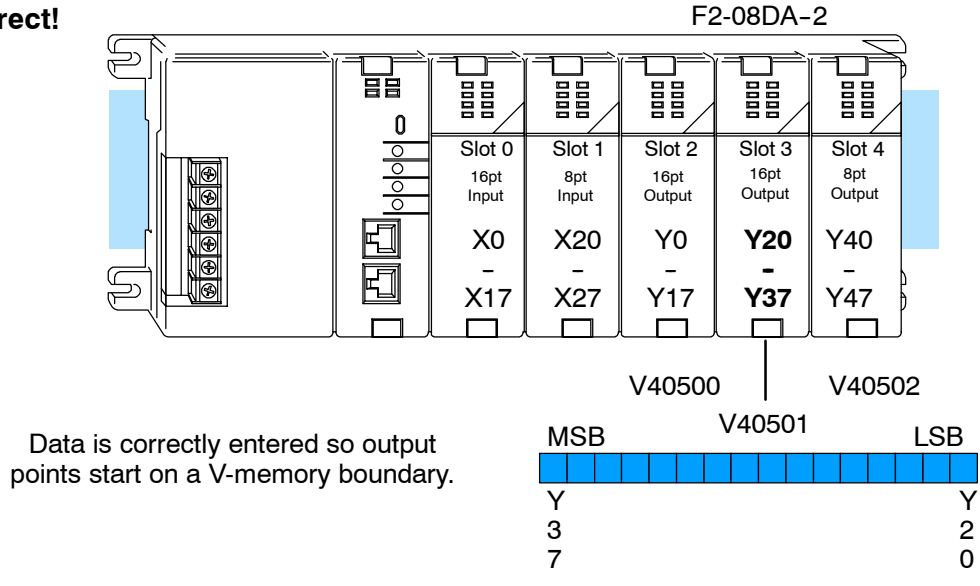 rrect!
F2-08DA-2
Slot 0 Slot 1 Slot 2 Slot 3 Slot 4
16pt 8pt 16pt 16pt 8pt
Input Input Output Output Output
X0 X20 Y0 Y20 Y40
- - - - -
X17 X27 Y17 Y37 Y47
V40500 V40502
V40501
Data is correctly entered so output
points start on a V-memory boundary.
MSB LSB
Y Y
3 2
7 0